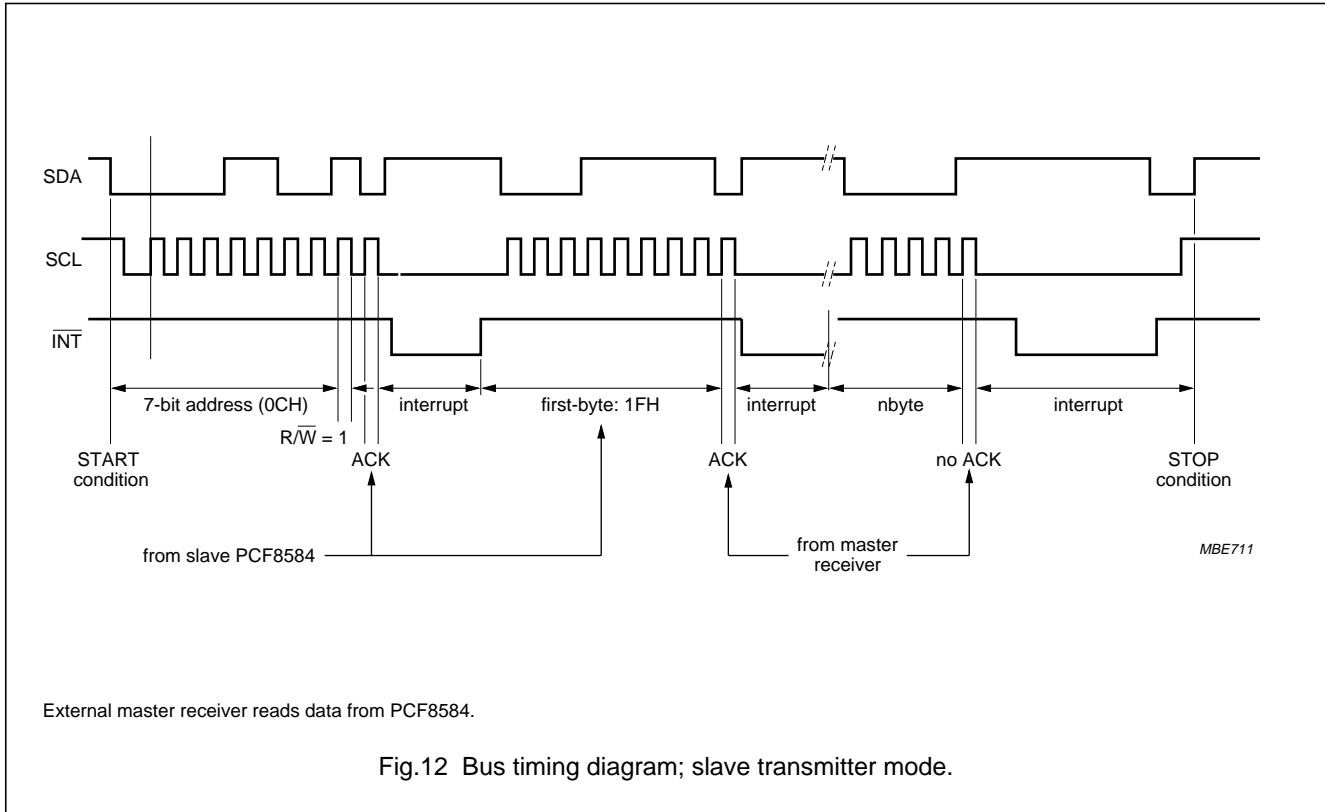 SDA
SCL
INT
7-bit address (0CH)
interrupt
first-byte: 1FH
interrupt
nbyte
interrupt
R/W = 1
START
condition
ACK
ACK
no ACK
STOP
condition
from slave PCF8584
from master
receiver
MBE711
External master receiver reads data from PCF8584.
Fig.12 Bus timing diagram; slave transmitter mode.